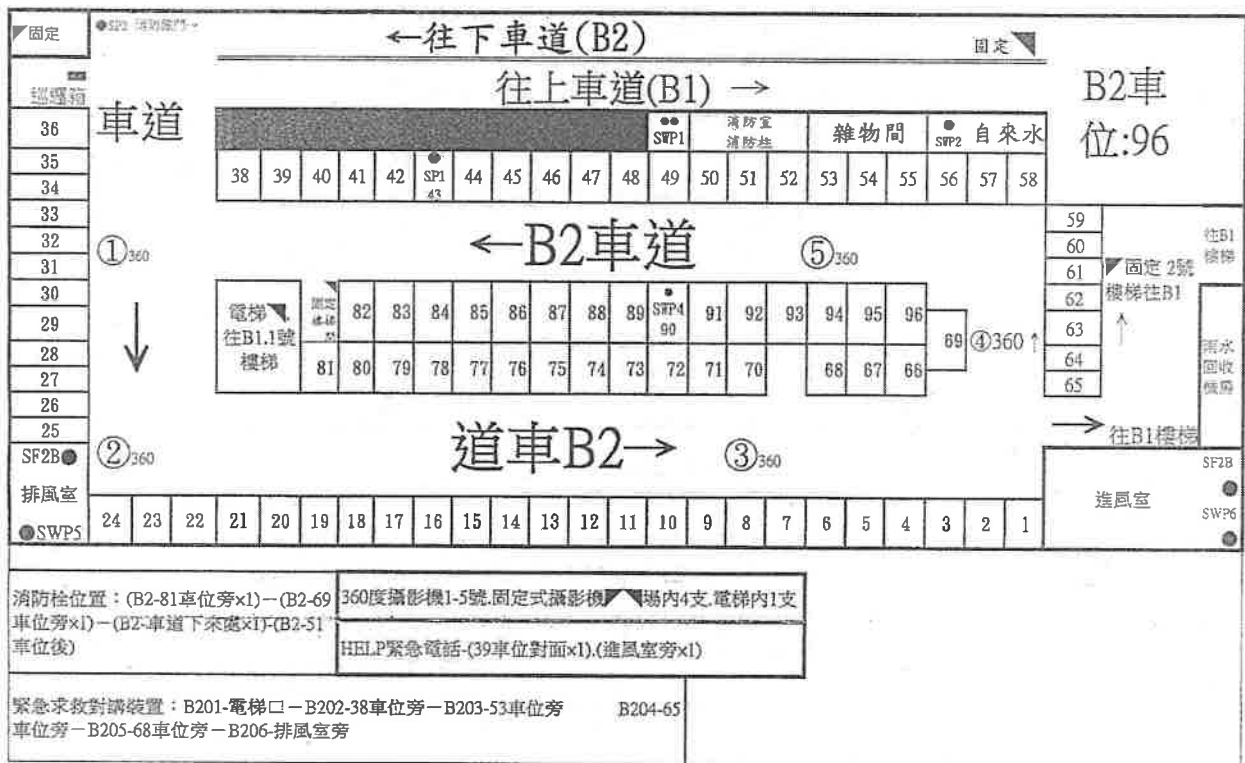 固定
●SP2 消防
←往下車道(B2)
固定
往上車道(B1) →
B2車
位:96
巡邏箱
車道
SWP1
消防室
消防柱
雜物間
SWP2 自來水
36
35
34
33
32
31
30
29
28
27
26
25
38 39 40 41 42 SP1 43 44 45 46 47 48 49 50 51 52 53 54 55 56 57 58
①360
←B2車道
⑤360
59
60
61
62
63
64
65
往B1
樓梯
固定 2號
樓梯往B1
↑
雨水
回收
機房
電梯
往B1.1號
樓梯
固定
樓梯
82 83 84 85 86 87 88 89 SWP4 90 91 92 93 94 95 96
81 80 79 78 77 76 75 74 73 72 71 70 68 67 66
69
④360↑
②360
道車B2→
③360
→往B1樓梯
SF2B●
排風室
●SWP5
24 23 22 21 20 19 18 17 16 15 14 13 12 11 10 9 8 7 6 5 4 3 2 1
進風室
SF2B
SWP6
消防栓位置：(B2-81車位旁×1)－(B2-69
車位旁×1)－(B2-車道下來處×1)-(B2-51
車位後)
360度攝影機1-5號.固定式攝影機 場內4支.電梯內1支
HELP緊急電話-(39車位對面×1).(進風室旁×1)
緊急求救對講裝置：B201-電梯口－B202-38車位旁－B203-53車位旁 B204-65
車位旁－B205-68車位旁－B206-排風室旁